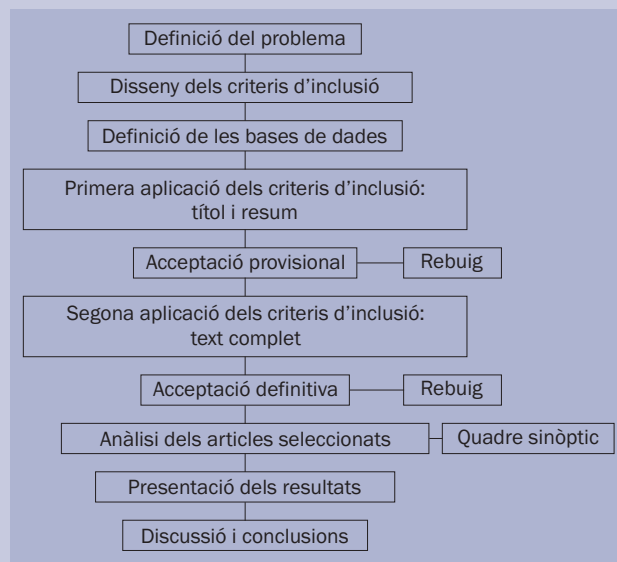 Definició del problema
Disseny dels criteris d'inclusió
Definició de les bases de dades
Primera aplicació dels criteris d'inclusió:
títol i resum
Acceptació provisional
Rebuig
Segona aplicació dels criteris d'inclusió:
text complet
Acceptació definitiva
Rebuig
Anàlisi dels articles seleccionats
Quadre sinòptic
Presentació dels resultats
Discussió i conclusions